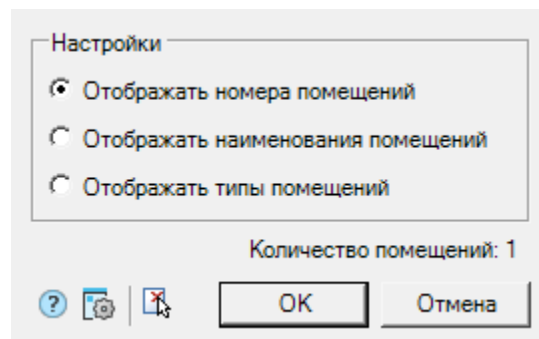 Настройки
Отображать номера помещений
Отображать наименования помещений
Отображать типы помещений
Количество помещений: 1
? OK Отмена